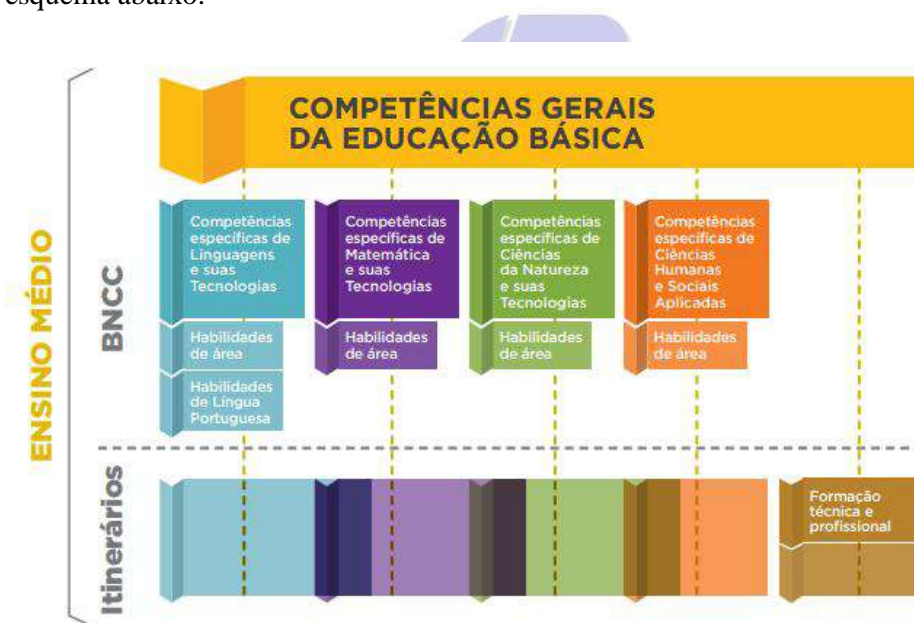 esquema abaixo.
COMPETÊNCIAS GERAIS
DA EDUCAÇÃO BÁSICA
ENSINO MÉDIO
BNCC
Competências
específicas de
Linguagens
e suas
Tecnologias
Habilidades
de área
Habilidades
de Língua
Portuguesa
Competências
específicas de
Matemática
e suas
Tecnologias
Habilidades
de área
Competências
específicas de
Ciências
da Natureza
e suas
Tecnologias
Habilidades
de área
Competências
específicas de
Ciências
Humanas
e Sociais
Aplicadas
Habilidades
de área
Itinerários
Formação
técnica e
profissional